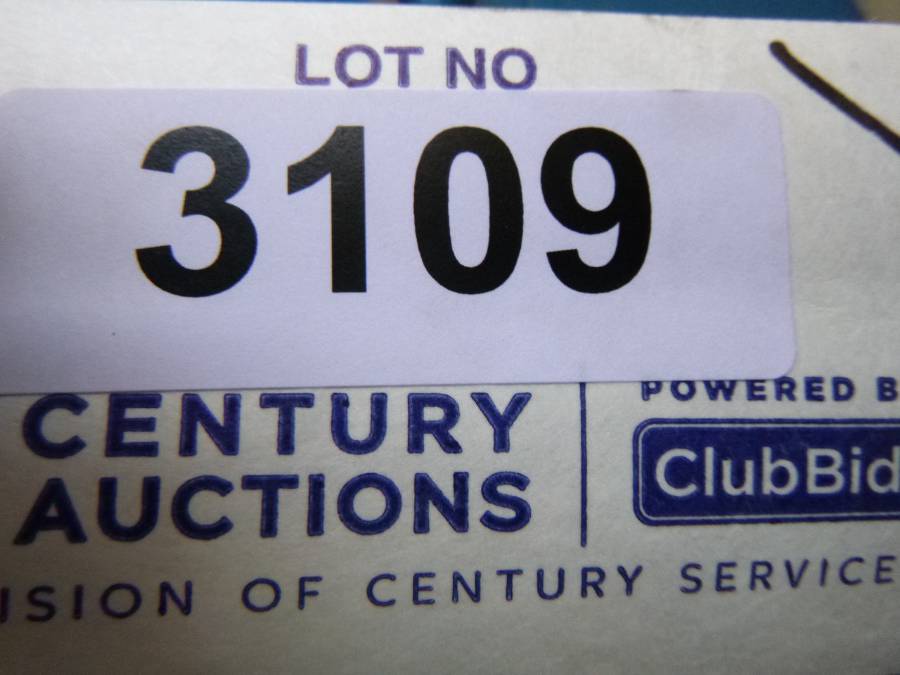 LOT NO
3109
CENTURY
AUCTIONS
POWERED B
ClubBid
ISION OF CENTURY SERVICE